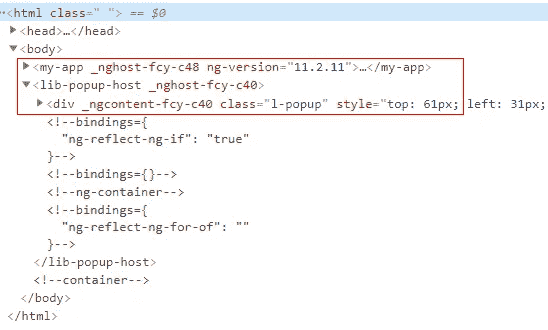 ⋯<html class=" "> == $0
▶<head>…</head>
▼<body>
▶<my-app _nghost-fcy-c48 ng-version="11.2.11">…</my-app>
▼<lib-popup-host _nghost-fcy-c40>
▶<div _ngcontent-fcy-c40 class="l-popup" style="top: 61px; left: 31px;
<!--bindings={
"ng-reflect-ng-if": "true"
}-->
<!--bindings={}-->
<!--ng-container-->
<!--bindings={
"ng-reflect-ng-for-of": ""
}-->
</lib-popup-host>
<!--container-->
</body>
</html>